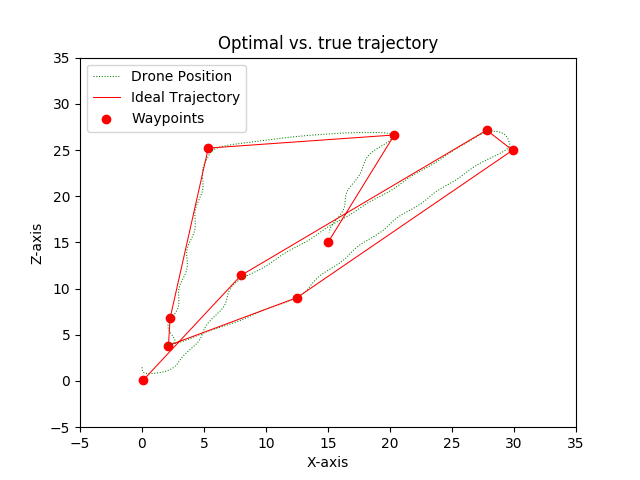 Optimal vs. true trajectory
Drone Position
Ideal Trajectory
Waypoints
35
30
25
20
15
10
5
0
−5
Z-axis
−5 0 5 10 15 20 25 30 35
X-axis